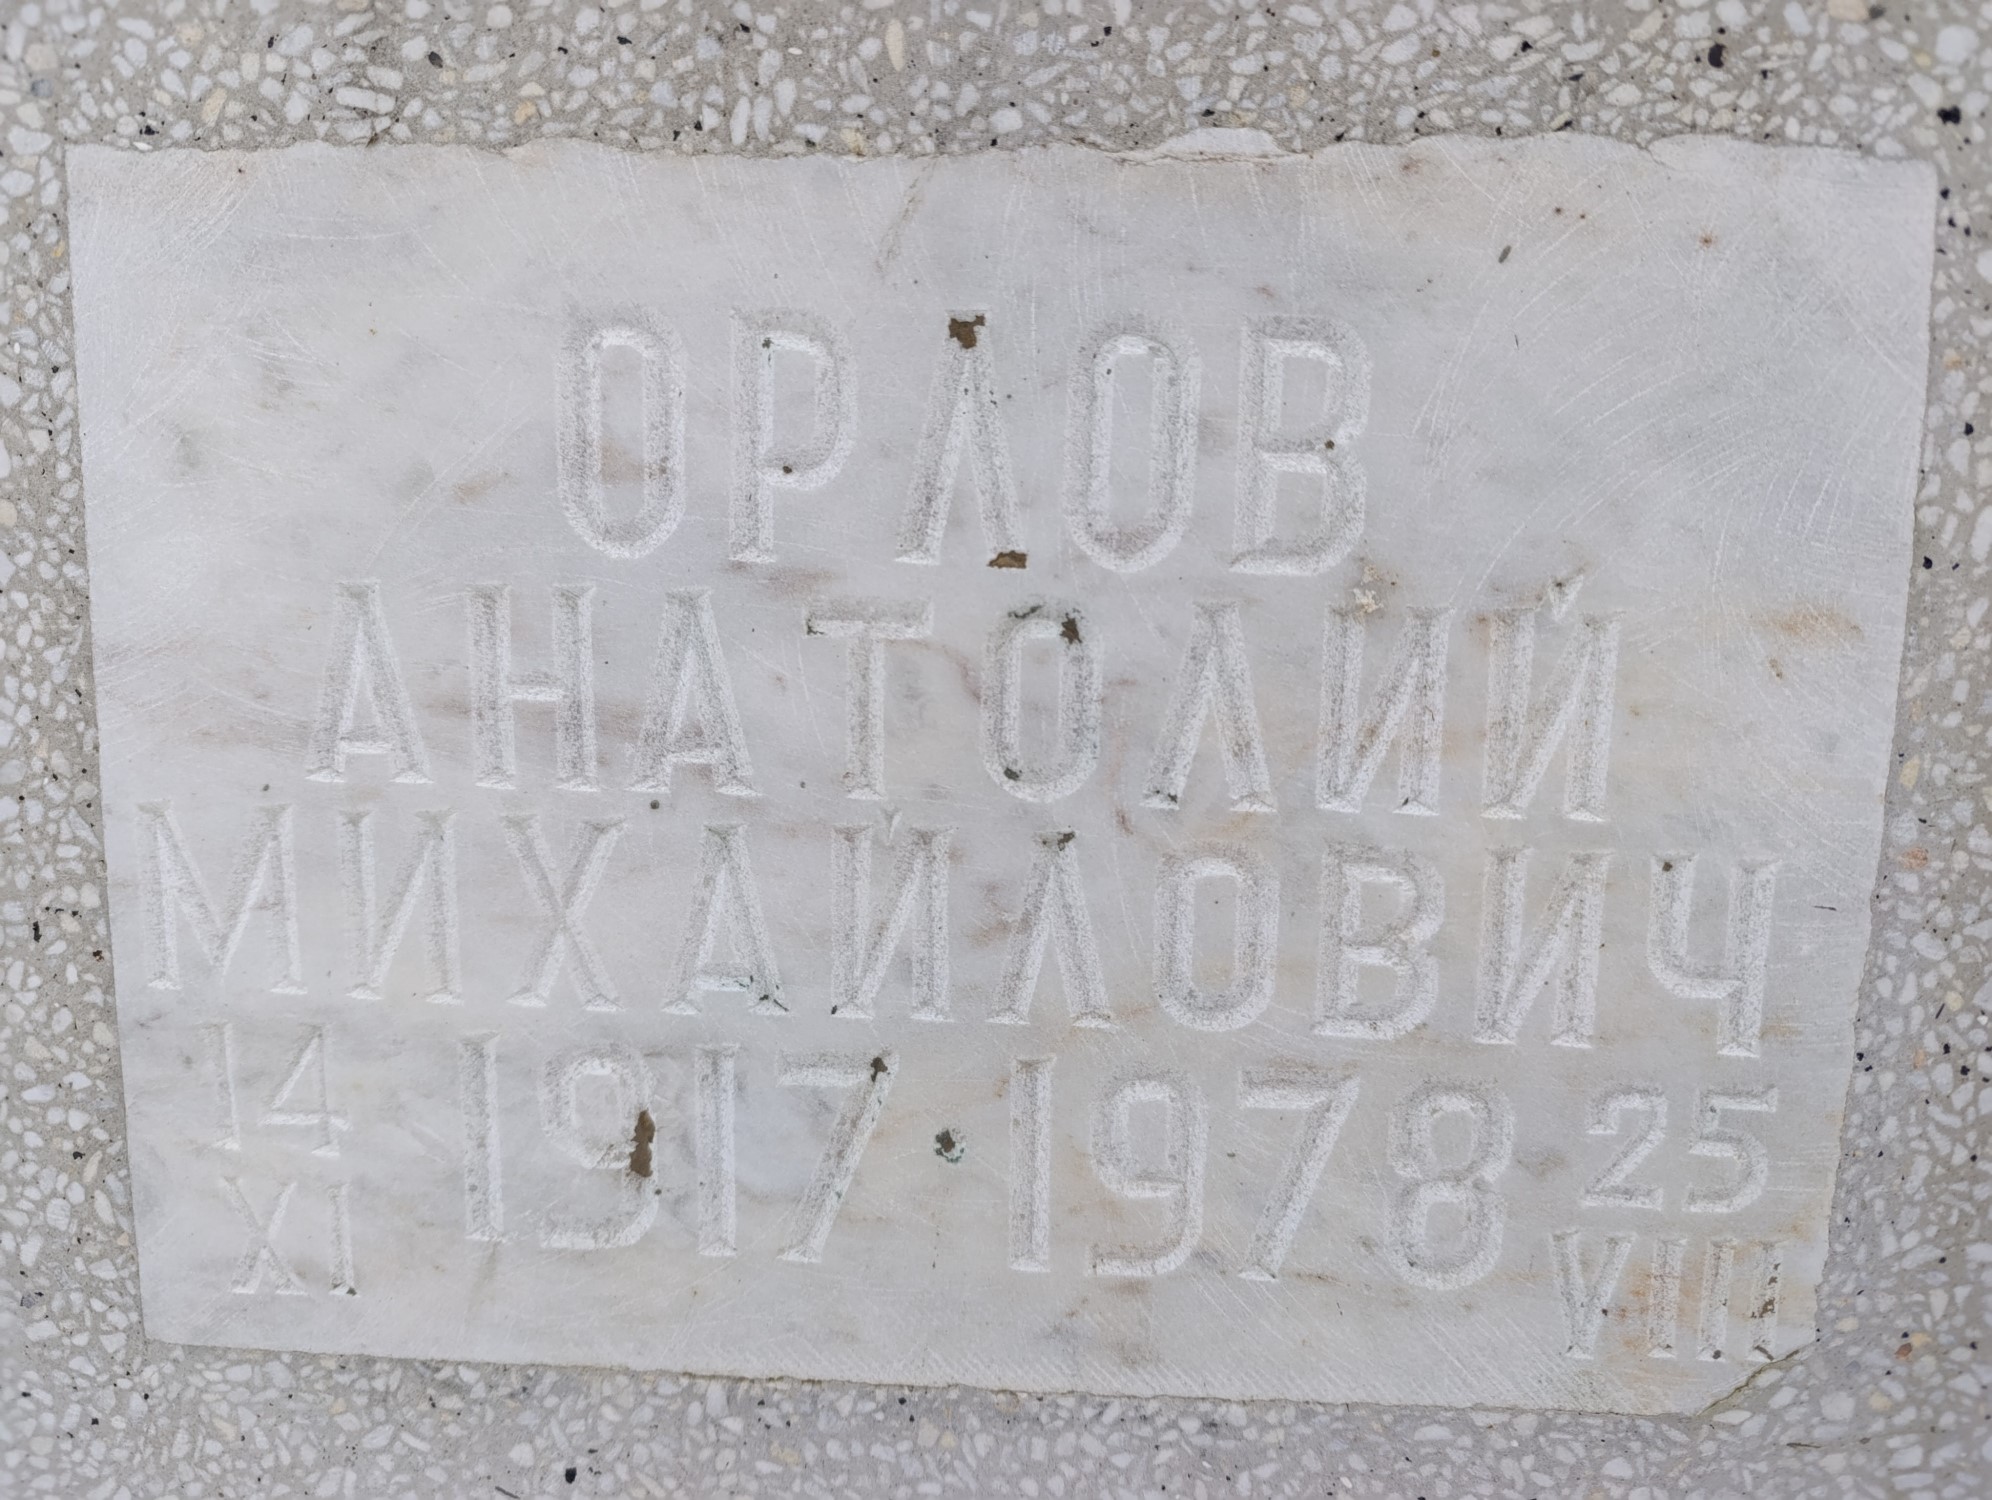 ОРЛОВ
АНАТОЛИЙ
МИХАЙЛОВИЧ
14 XI 1917 · 1978 25 VIII